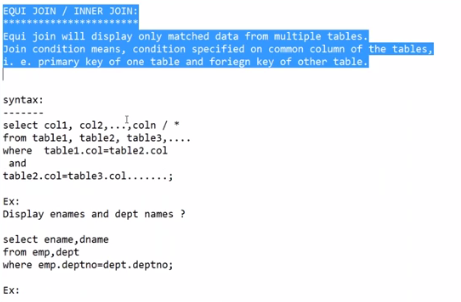 EQUI JOIN / INNER JOIN:
***********************
Equi join will display only matched data from multiple tables.
Join condition means, condition specified on common column of the tables,
i. e. primary key of one table and foriegn key of other table.
syntax:
-------
select col1, col2,...,coln / *
from table1, table2, table3,....
where  table1.col=table2.col
and
table2.col=table3.col.......;
Ex:
Display enames and dept names ?
select ename,dname
from emp,dept
where emp.deptno=dept.deptno;
Ex: